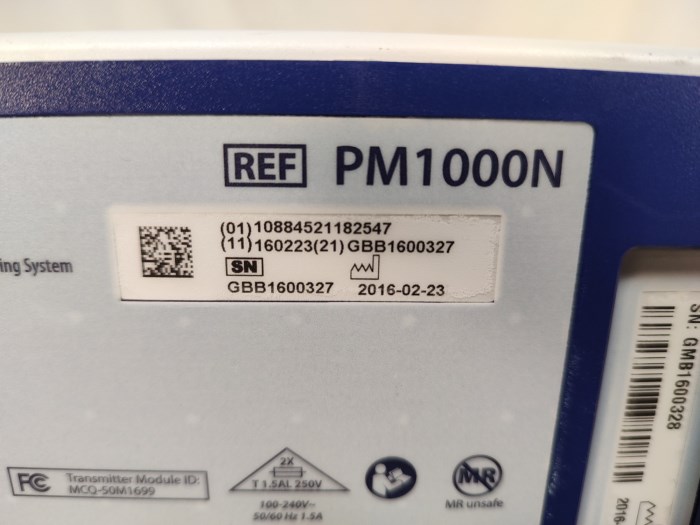 REF PM1000N
(01)10884521182547
(11)160223(21)GBB1600327
ing System
SN
GBB1600327 2016-02-23
SN: GMB1600328
2016-
FC Transmitter Module ID:
MCQ-50M1699
2X
T 1.5AL 250V
100-240V~
50/60 Hz 1.5A
MR
MR unsafe